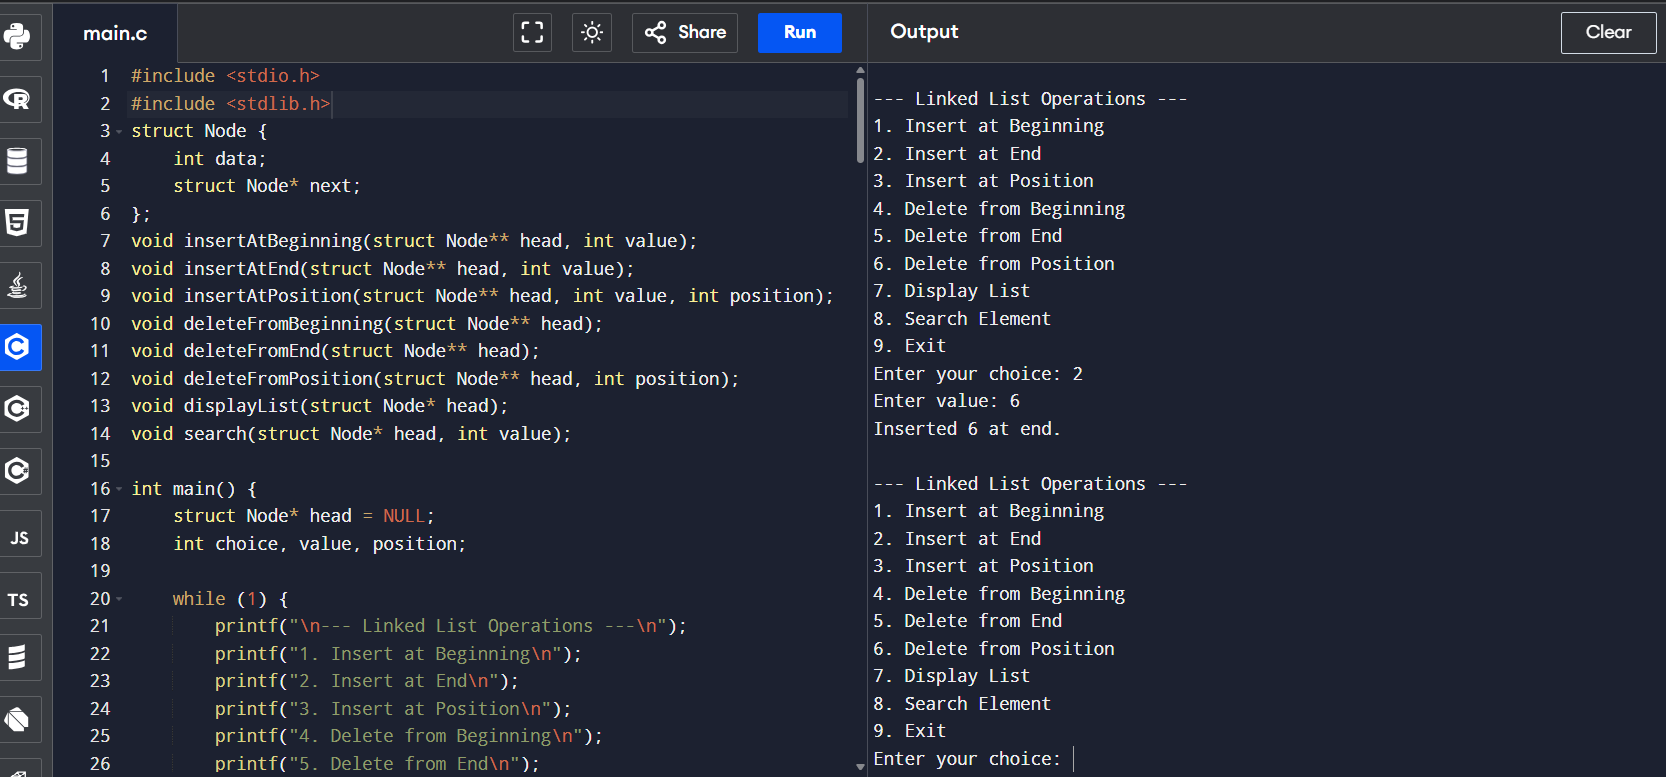 main.c
Share
Run
Output
Clear
R
5
C
C
C
JS
TS
1 #include <stdio.h>
2 #include <stdlib.h>
3 struct Node {
4     int data;
5     struct Node* next;
6 };
7 void insertAtBeginning(struct Node** head, int value);
8 void insertAtEnd(struct Node** head, int value);
9 void insertAtPosition(struct Node** head, int value, int position);
10 void deleteFromBeginning(struct Node** head);
11 void deleteFromEnd(struct Node** head);
12 void deleteFromPosition(struct Node** head, int position);
13 void displayList(struct Node* head);
14 void search(struct Node* head, int value);
15
16 int main() {
17     struct Node* head = NULL;
18     int choice, value, position;
19
20     while (1) {
21         printf("\n--- Linked List Operations ---\n");
22         printf("1. Insert at Beginning\n");
23         printf("2. Insert at End\n");
24         printf("3. Insert at Position\n");
25         printf("4. Delete from Beginning\n");
26         printf("5. Delete from End\n");
--- Linked List Operations ---
1. Insert at Beginning
2. Insert at End
3. Insert at Position
4. Delete from Beginning
5. Delete from End
6. Delete from Position
7. Display List
8. Search Element
9. Exit
Enter your choice: 2
Enter value: 6
Inserted 6 at end.
--- Linked List Operations ---
1. Insert at Beginning
2. Insert at End
3. Insert at Position
4. Delete from Beginning
5. Delete from End
6. Delete from Position
7. Display List
8. Search Element
9. Exit
Enter your choice: